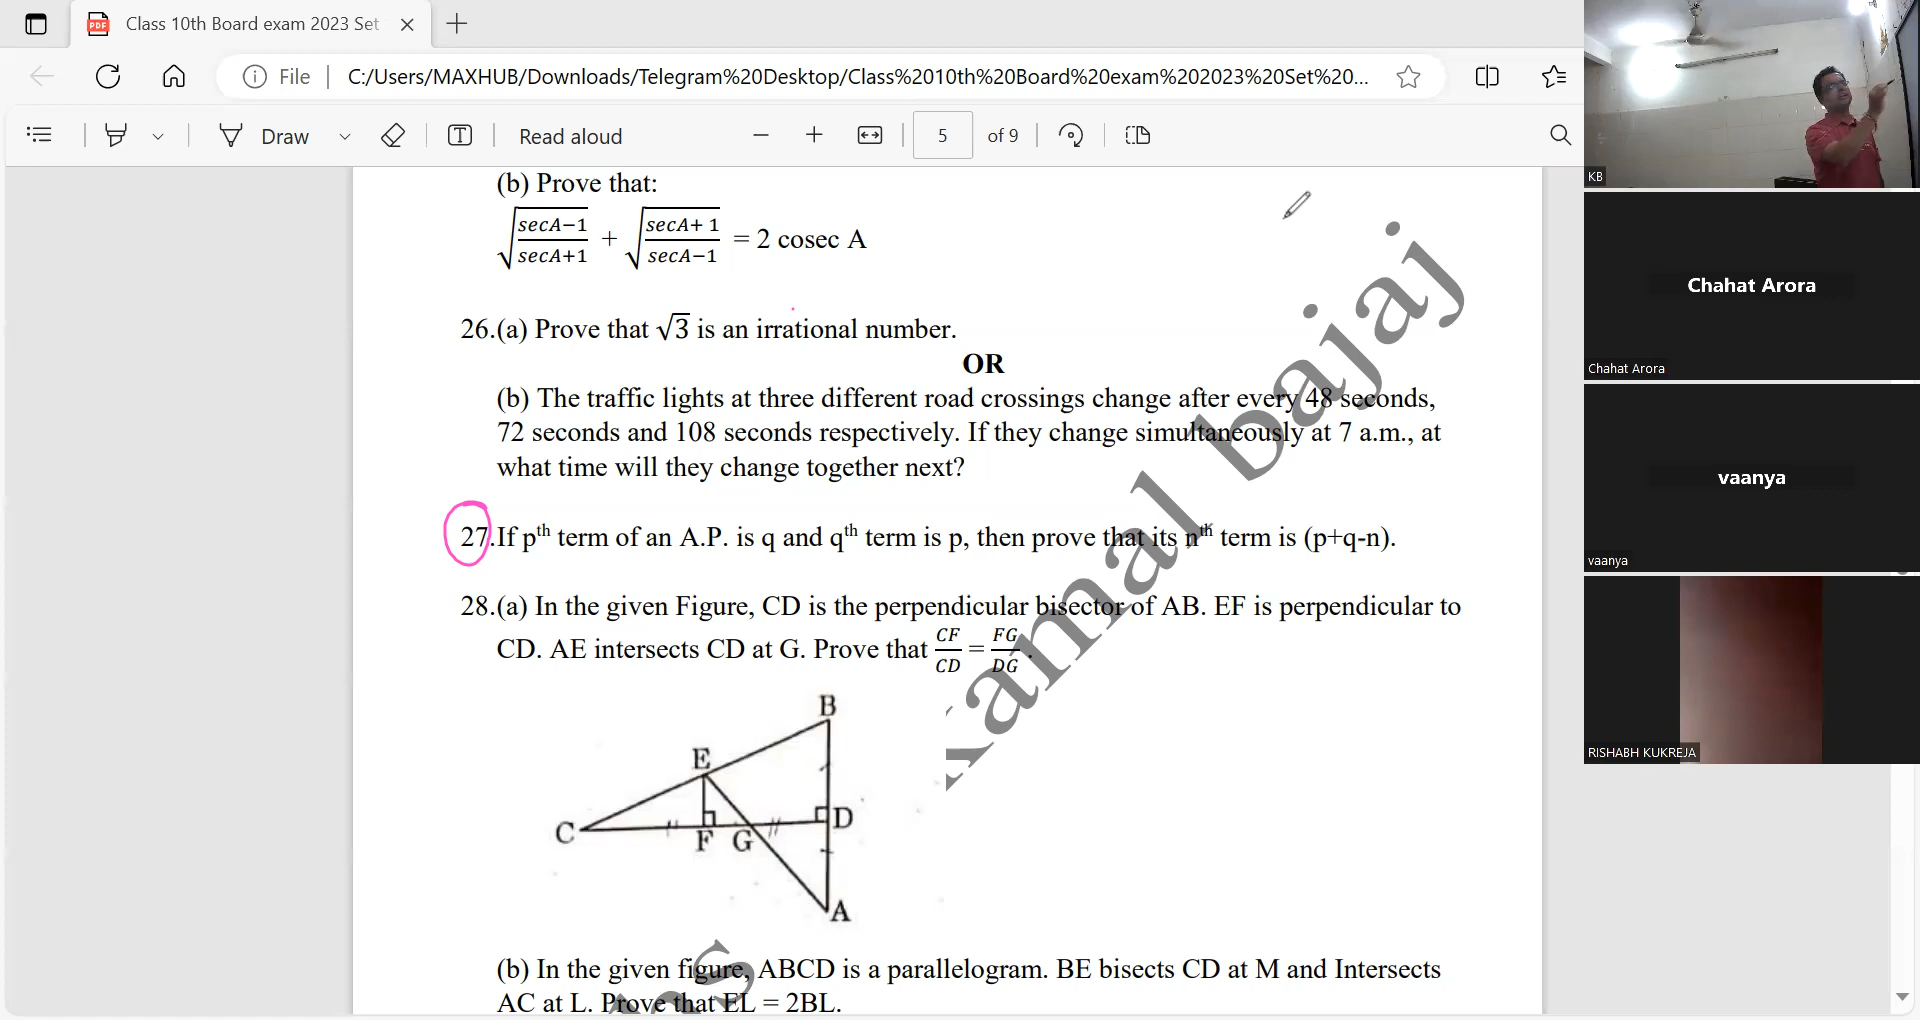 Class 10th Board exam 2023 Set
File
C:/Users/MAXHUB/Downloads/Telegram%20Desktop/Class%2010th%20Board%20exam%202023%20Set%20...
Draw
Read aloud
5 of 9
(b) Prove that:
√(secA−1/secA+1) + √(secA+ 1/secA−1) = 2 cosec A
26.(a) Prove that √3 is an irrational number.
OR
(b) The traffic lights at three different road crossings change after every 48 seconds,
72 seconds and 108 seconds respectively. If they change simultaneously at 7 a.m., at
what time will they change together next?
27.If pth term of an A.P. is q and qth term is p, then prove that its nth term is (p+q-n).
28.(a) In the given Figure, CD is the perpendicular bisector of AB. EF is perpendicular to
CD. AE intersects CD at G. Prove that CF/CD = FG/DG .
B
E
C
F G
D
A
(b) In the given figure, ABCD is a parallelogram. BE bisects CD at M and Intersects
AC at L. Prove that EL = 2BL.
kamal bajaj
KB
Chahat Arora
Chahat Arora
vaanya
vaanya
RISHABH KUKREJA